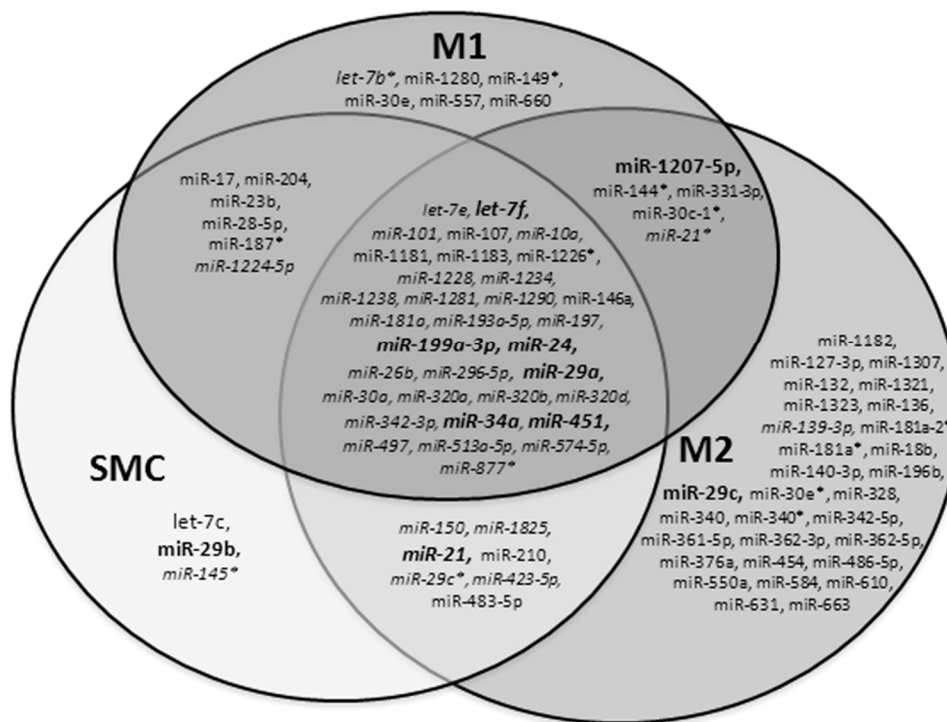 M1
let-7b*, miR-1280, miR-149*,
miR-30e, miR-557, miR-660
miR-17, miR-204,
miR-23b,
miR-28-5p,
miR-187*
miR-1224-5p
miR-1207-5p,
miR-144*, miR-331-3p,
miR-30c-1*,
miR-21*
let-7e, let-7f,
miR-101, miR-107, miR-10a,
miR-1181, miR-1183, miR-1226*,
miR-1228, miR-1234,
miR-1238, miR-1281, miR-1290, miR-146a,
miR-181a, miR-193a-5p, miR-197,
miR-199a-3p, miR-24,
miR-26b, miR-296-5p, miR-29a,
miR-30a, miR-320a, miR-320b, miR-320d,
miR-342-3p, miR-34a, miR-451,
miR-497, miR-513a-5p, miR-574-5p,
miR-877*
SMC
let-7c,
miR-29b,
miR-145*
miR-150, miR-1825,
miR-21, miR-210,
miR-29c*, miR-423-5p,
miR-483-5p
M2
miR-1182,
miR-127-3p, miR-1307,
miR-132, miR-1321,
miR-1323, miR-136,
miR-139-3p, miR-181a-2*
miR-181a*, miR-18b,
miR-140-3p, miR-196b,
miR-29c, miR-30e*, miR-328,
miR-340, miR-340*, miR-342-5p,
miR-361-5p, miR-362-3p, miR-362-5p,
miR-376a, miR-454, miR-486-5p,
miR-550a, miR-584, miR-610,
miR-631, miR-663